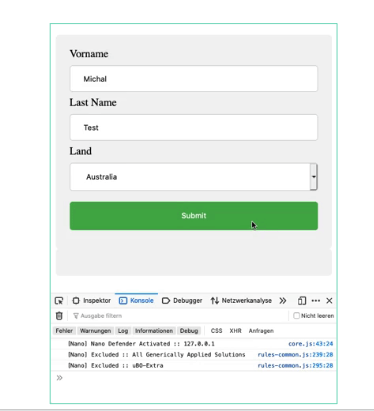 Vorname
Michal
Last Name
Test
Land
Australia
Submit
Inspektor Konsole Debugger Netzwerkanalyse
Ausgabe filtern Nicht leeren
Fehler Warnungen Log Informationen Debug CSS XHR Anfragen
[Nano] Nano Defender Activated :: 127.0.0.1 core.js:43:24
[Nano] Excluded :: All Generically Applied Solutions rules-common.js:239:28
[Nano] Excluded :: uBO-Extra rules-common.js:295:28